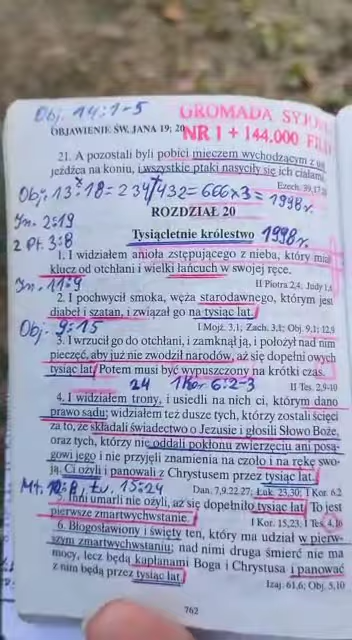 Obj. 14:1-5
GROMADA SYJO
OBJAWIENIE ŚW. JANA 19; 20
NR 1 + 144.000
21. A pozostali byli pobici mieczem wychodzącym z
jeźdźca na koniu, i wszystkie ptaki nasyciły się ich ciałami.
Ezech. 39,17
Obj. 13:18 = 234/432 = 666x3 = 1998 r.
ROZDZIAŁ 20
Jn. 2:19
Tysiącletnie królestwo 1998 r.
2 Pt. 3:8
1. I widziałem anioła zstępującego z nieba, który miał
klucz od otchłani i wielki łańcuch w swojej ręce.
Jn. 11:9
II Piotra 2,4; Judy 1,6
2. I pochwycił smoka, węża starodawnego, którym jest
diabeł i szatan, i związał go na tysiąc lat.
Obj. 9:15
I Mojż. 3,1; Zach. 3,1; Obj. 9,1; 12,9
3. I wrzucił go do otchłani, i zamknął ją, i położył nad nim
pieczęć, aby już nie zwodził narodów, aż się dopełni owych
tysiąc lat. Potem musi być wypuszczony na krótki czas.
24 1 Kor 6:2-3
II Tes. 2,9-10
4. I widziałem trony, i usiedli na nich ci, którym dano
prawo sądu; widziałem też dusze tych, którzy zostali ścięci
za to, że składali świadectwo o Jezusie i głosili Słowo Boże,
oraz tych, którzy nie oddali pokłonu zwierzęciu ani posą-
gowi jego i nie przyjęli znamienia na czoło i na rękę swo-
ją. Ci ożyli i panowali z Chrystusem przez tysiąc lat.
Dan. 7,9.22.27; Łuk. 23,30; I Kor. 6,2
Łu. 15:24
5. Inni umarli nie ożyli, aż się dopełniło tysiąc lat. To jest
pierwsze zmartwychwstanie.
I Kor. 15,23; I Tes. 4,16
6. Błogosławiony i święty ten, który ma udział w pierw-
szym zmartwychwstaniu; nad nimi druga śmierć nie ma
mocy, lecz będą kapłanami Boga i Chrystusa i panować
z nim będą przez tysiąc lat.
Izaj. 61,6; Obj. 5,10
762